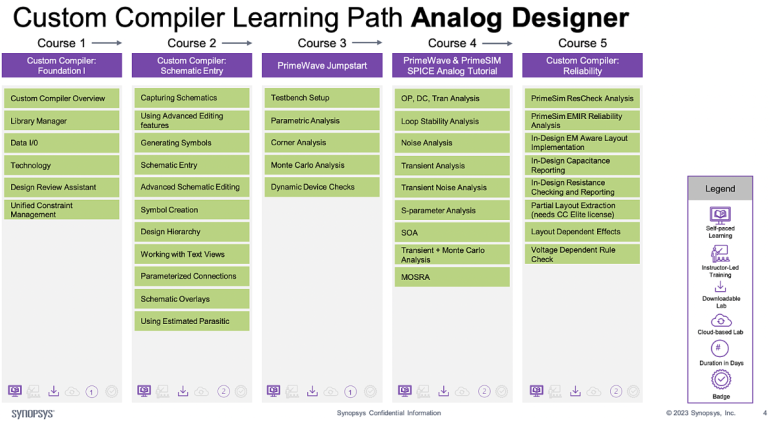 Custom Compiler Learning Path Analog Designer
Course 1
Course 2
Course 3
Course 4
Course 5
Custom Compiler:
Foundation I
Custom Compiler:
Schematic Entry
PrimeWave Jumpstart
PrimeWave & PrimeSIM
SPICE Analog Tutorial
Custom Compiler:
Reliability
Custom Compiler Overview
Library Manager
Data I/0
Technology
Design Review Assistant
Unified Constraint
Management
Capturing Schematics
Using Advanced Editing
features
Generating Symbols
Schematic Entry
Advanced Schematic Editing
Symbol Creation
Design Hierarchy
Working with Text Views
Parameterized Connections
Schematic Overlays
Using Estimated Parasitic
Testbench Setup
Parametric Analysis
Corner Analysis
Monte Carlo Analysis
Dynamic Device Checks
OP, DC, Tran Analysis
Loop Stability Analysis
Noise Analysis
Transient Analysis
Transient Noise Analysis
S-parameter Analysis
SOA
Transient + Monte Carlo
Analysis
MOSRA
PrimeSim ResCheck Analysis
PrimeSim EMIR Reliability
Analysis
In-Design EM Aware Layout
Implementation
In-Design Capacitance
Reporting
In-Design Resistance
Checking and Reporting
Partial Layout Extraction
(needs CC Elite license)
Layout Dependent Effects
Voltage Dependent Rule
Check
1
2
1
2
2
Legend
Self-paced
Learning
Instructor-Led
Training
Downloadable
Lab
Cloud-based Lab
#
Duration in Days
Badge
SYNOPSYS®
Synopsys Confidential Information
© 2023 Synopsys, Inc.
4